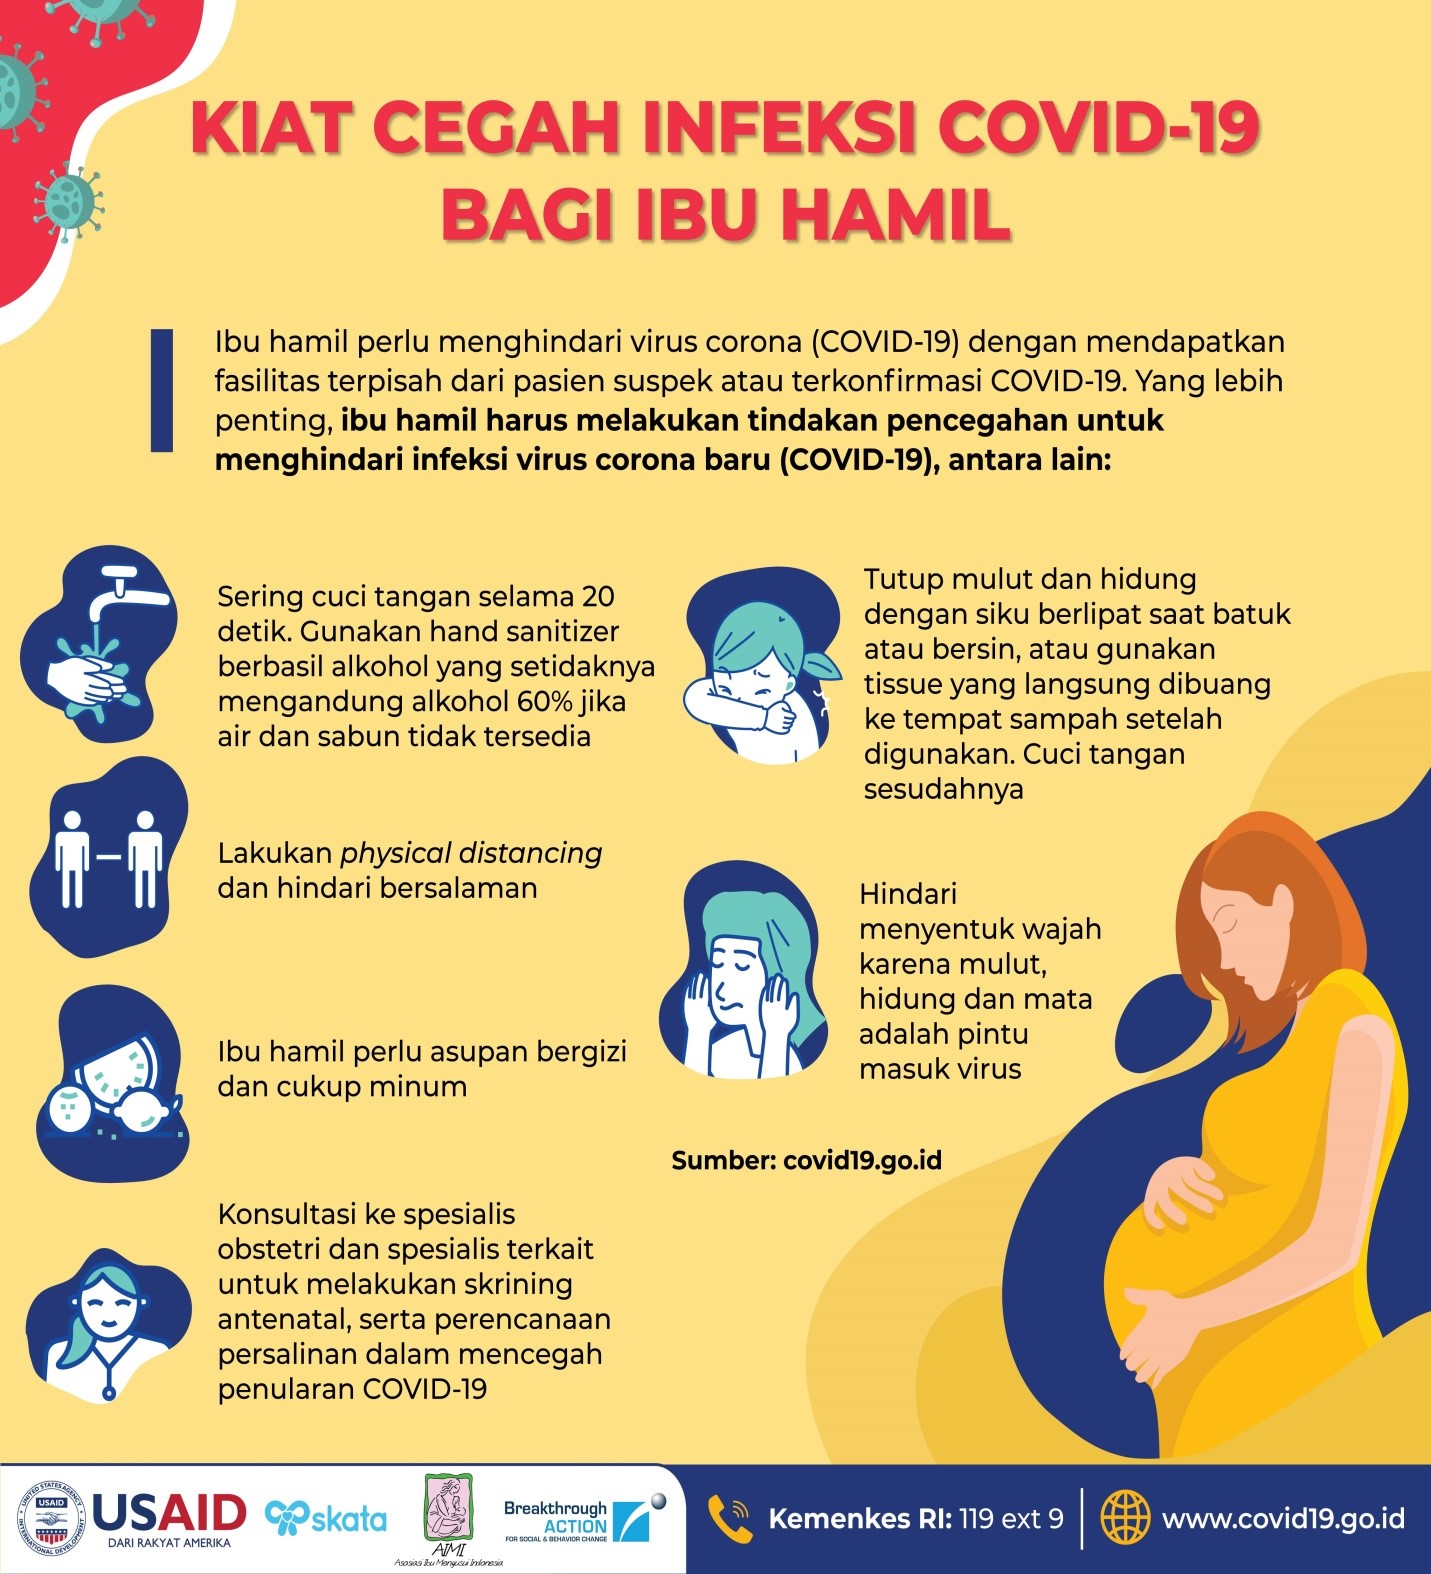 KIAT CEGAH INFEKSI COVID-19
BAGI IBU HAMIL
Ibu hamil perlu menghindari virus corona (COVID-19) dengan mendapatkan
fasilitas terpisah dari pasien suspek atau terkonfirmasi COVID-19. Yang lebih
penting, ibu hamil harus melakukan tindakan pencegahan untuk
menghindari infeksi virus corona baru (COVID-19), antara lain:
Sering cuci tangan selama 20
detik. Gunakan hand sanitizer
berbasil alkohol yang setidaknya
mengandung alkohol 60% jika
air dan sabun tidak tersedia
Lakukan physical distancing
dan hindari bersalaman
Ibu hamil perlu asupan bergizi
dan cukup minum
Konsultasi ke spesialis
obstetri dan spesialis terkait
untuk melakukan skrining
antenatal, serta perencanaan
persalinan dalam mencegah
penularan COVID-19
Tutup mulut dan hidung
dengan siku berlipat saat batuk
atau bersin, atau gunakan
tissue yang langsung dibuang
ke tempat sampah setelah
digunakan. Cuci tangan
sesudahnya
Hindari
menyentuk wajah
karena mulut,
hidung dan mata
adalah pintu
masuk virus
Sumber: covid19.go.id
UNITED STATES AGENCY
USAID
INTERNATIONAL DEVELOPMENT
USAID
DARI RAKYAT AMERIKA
skata
AIMI
Asosiasi Ibu Menyusui Indonesia
Breakthrough
ACTION
FOR SOCIAL & BEHAVIOR CHANGE
Kemenkes RI: 119 ext 9
www.covid19.go.id